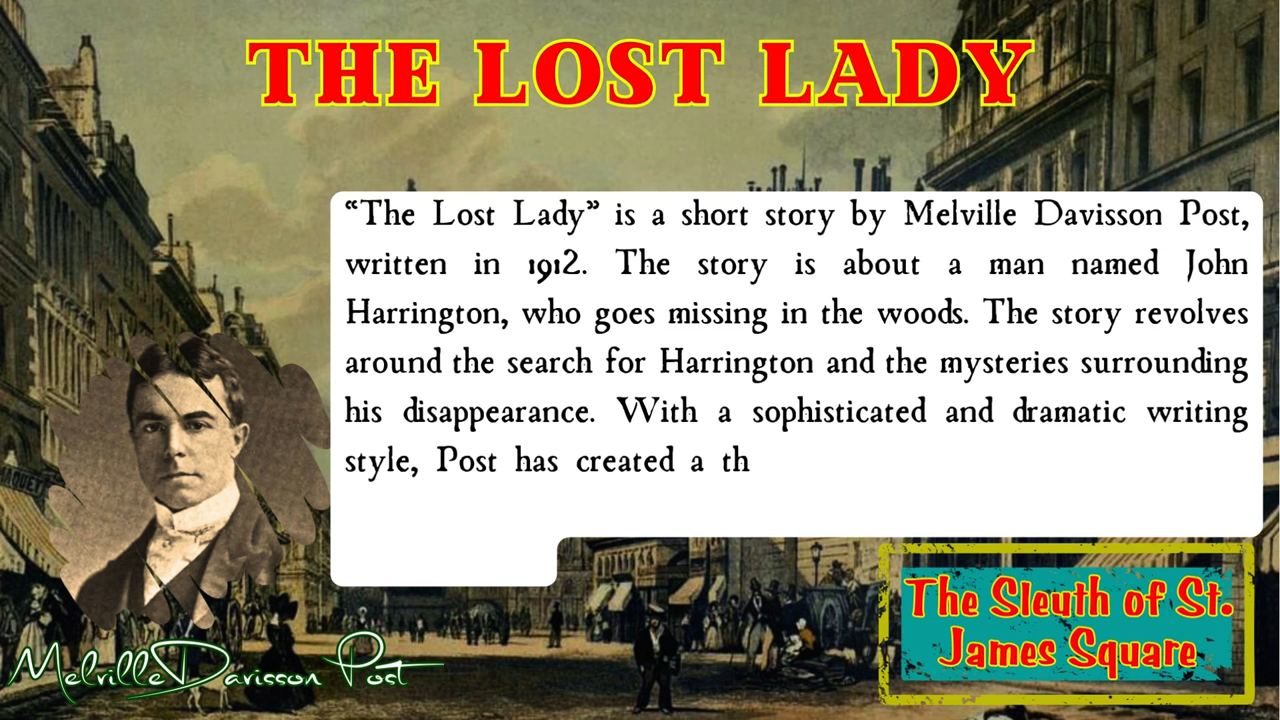 THE LOST LADY
“The Lost Lady” is a short story by Melville Davisson Post,
written in 1912. The story is about a man named John
Harrington, who goes missing in the woods. The story revolves
around the search for Harrington and the mysteries surrounding
his disappearance. With a sophisticated and dramatic writing
style, Post has created a th
Melville Davisson Post
The Sleuth of St.
James Square